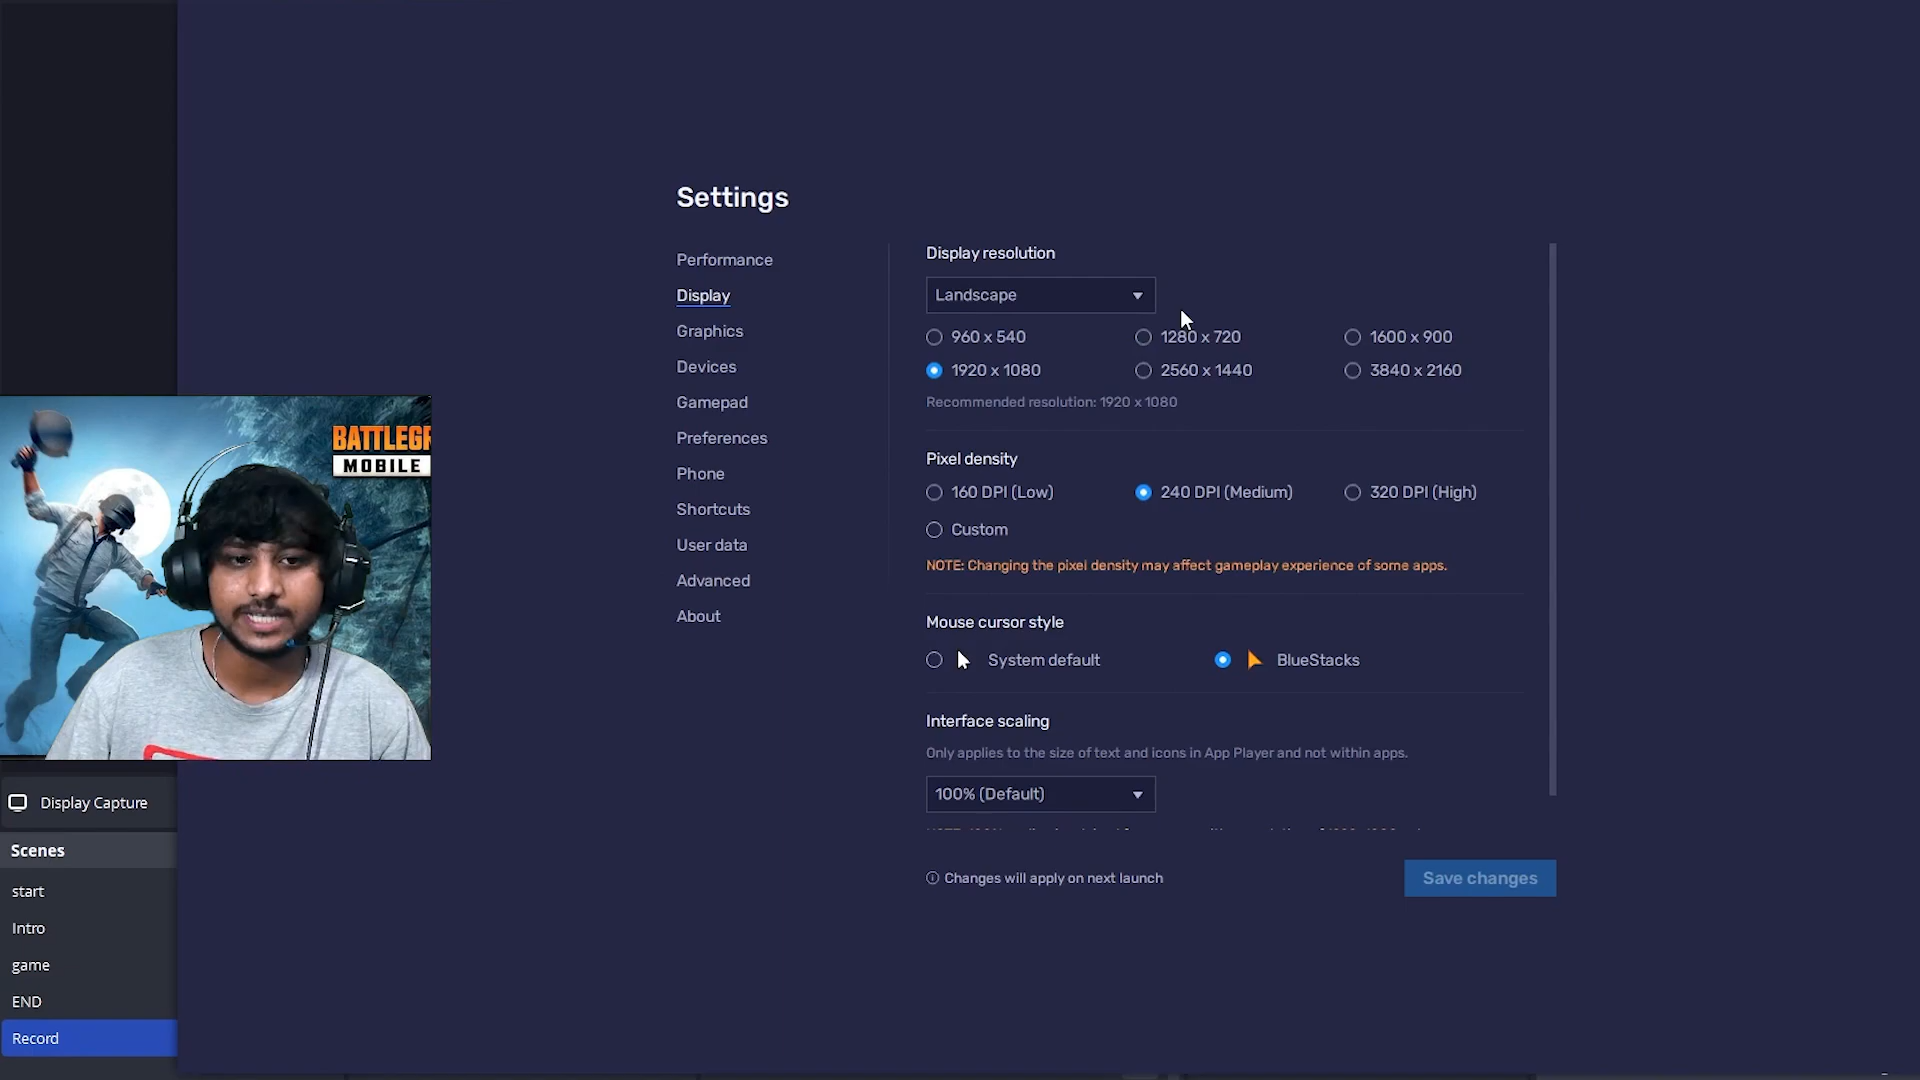 Settings
Performance
Display
Graphics
Devices
Gamepad
Preferences
Phone
Shortcuts
User data
Advanced
About
Display resolution
Landscape
960 x 540
1280 x 720
1600 x 900
1920 x 1080
2560 x 1440
3840 x 2160
Recommended resolution: 1920 x 1080
Pixel density
160 DPI (Low)
240 DPI (Medium)
320 DPI (High)
Custom
NOTE: Changing the pixel density may affect gameplay experience of some apps.
Mouse cursor style
System default
BlueStacks
Interface scaling
Only applies to the size of text and icons in App Player and not within apps.
100% (Default)
Changes will apply on next launch
Save changes
BATTLEGR
MOBILE
Display Capture
Scenes
start
Intro
game
END
Record